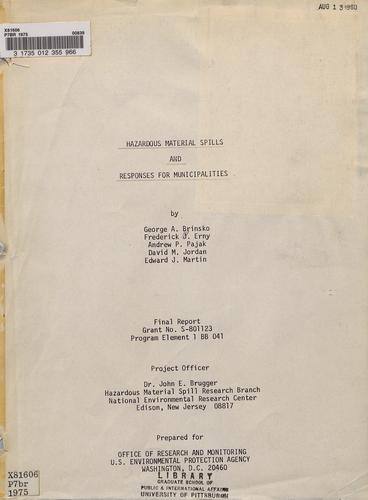 AUG 13 1980
X81606
P7BR 1975
00839
3 1735 012 355 966
HAZARDOUS MATERIAL SPILLS
AND
RESPONSES FOR MUNICIPALITIES
by
George A. Brinsko
Frederick J. Erny
Andrew P. Pajak
David M. Jordan
Edward J. Martin
Final Report
Grant No. S-801123
Program Element 1 BB 041
Project Officer
Dr. John E. Brugger
Hazardous Material Spill Research Branch
National Environmental Research Center
Edison, New Jersey 08817
Prepared for
OFFICE OF RESEARCH AND MONITORING
U.S. ENVIRONMENTAL PROTECTION AGENCY
WASHINGTON, D.C. 20460
LIBRARY
GRADUATE SCHOOL OF
PUBLIC & INTERNATIONAL AFFAIRS
UNIVERSITY OF PITTSBURGH
X81606
P7br
1975